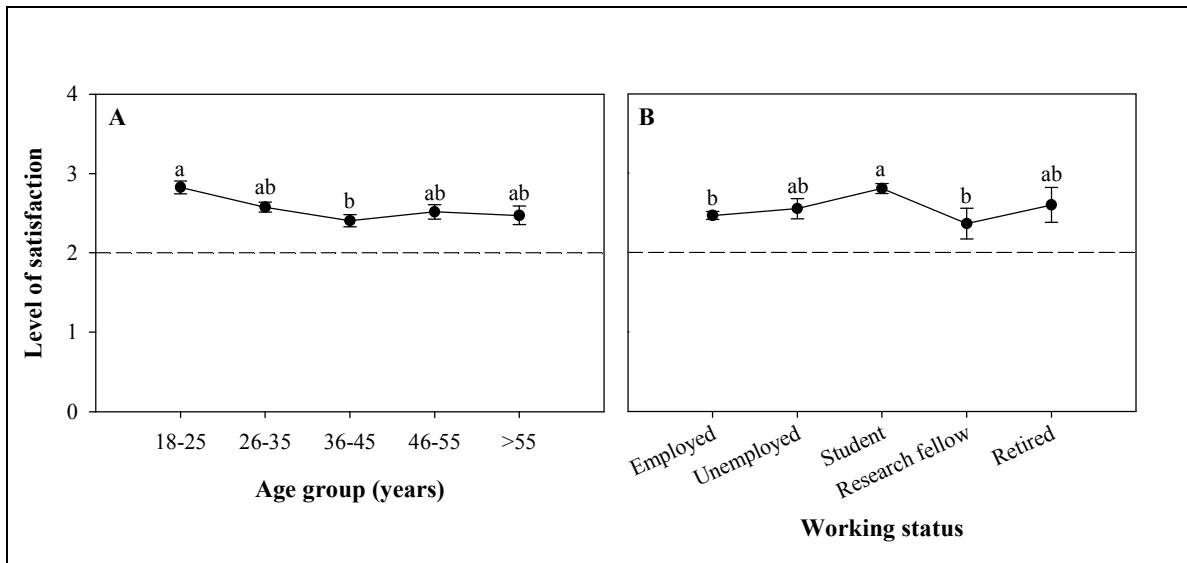 A
B
Level of satisfaction
4
3
2
1
0
a
ab
b
ab
ab
b
ab
a
b
ab
18-25
26-35
36-45
46-55
>55
Employed
Unemployed
Student
Research fellow
Retired
Age group (years)
Working status